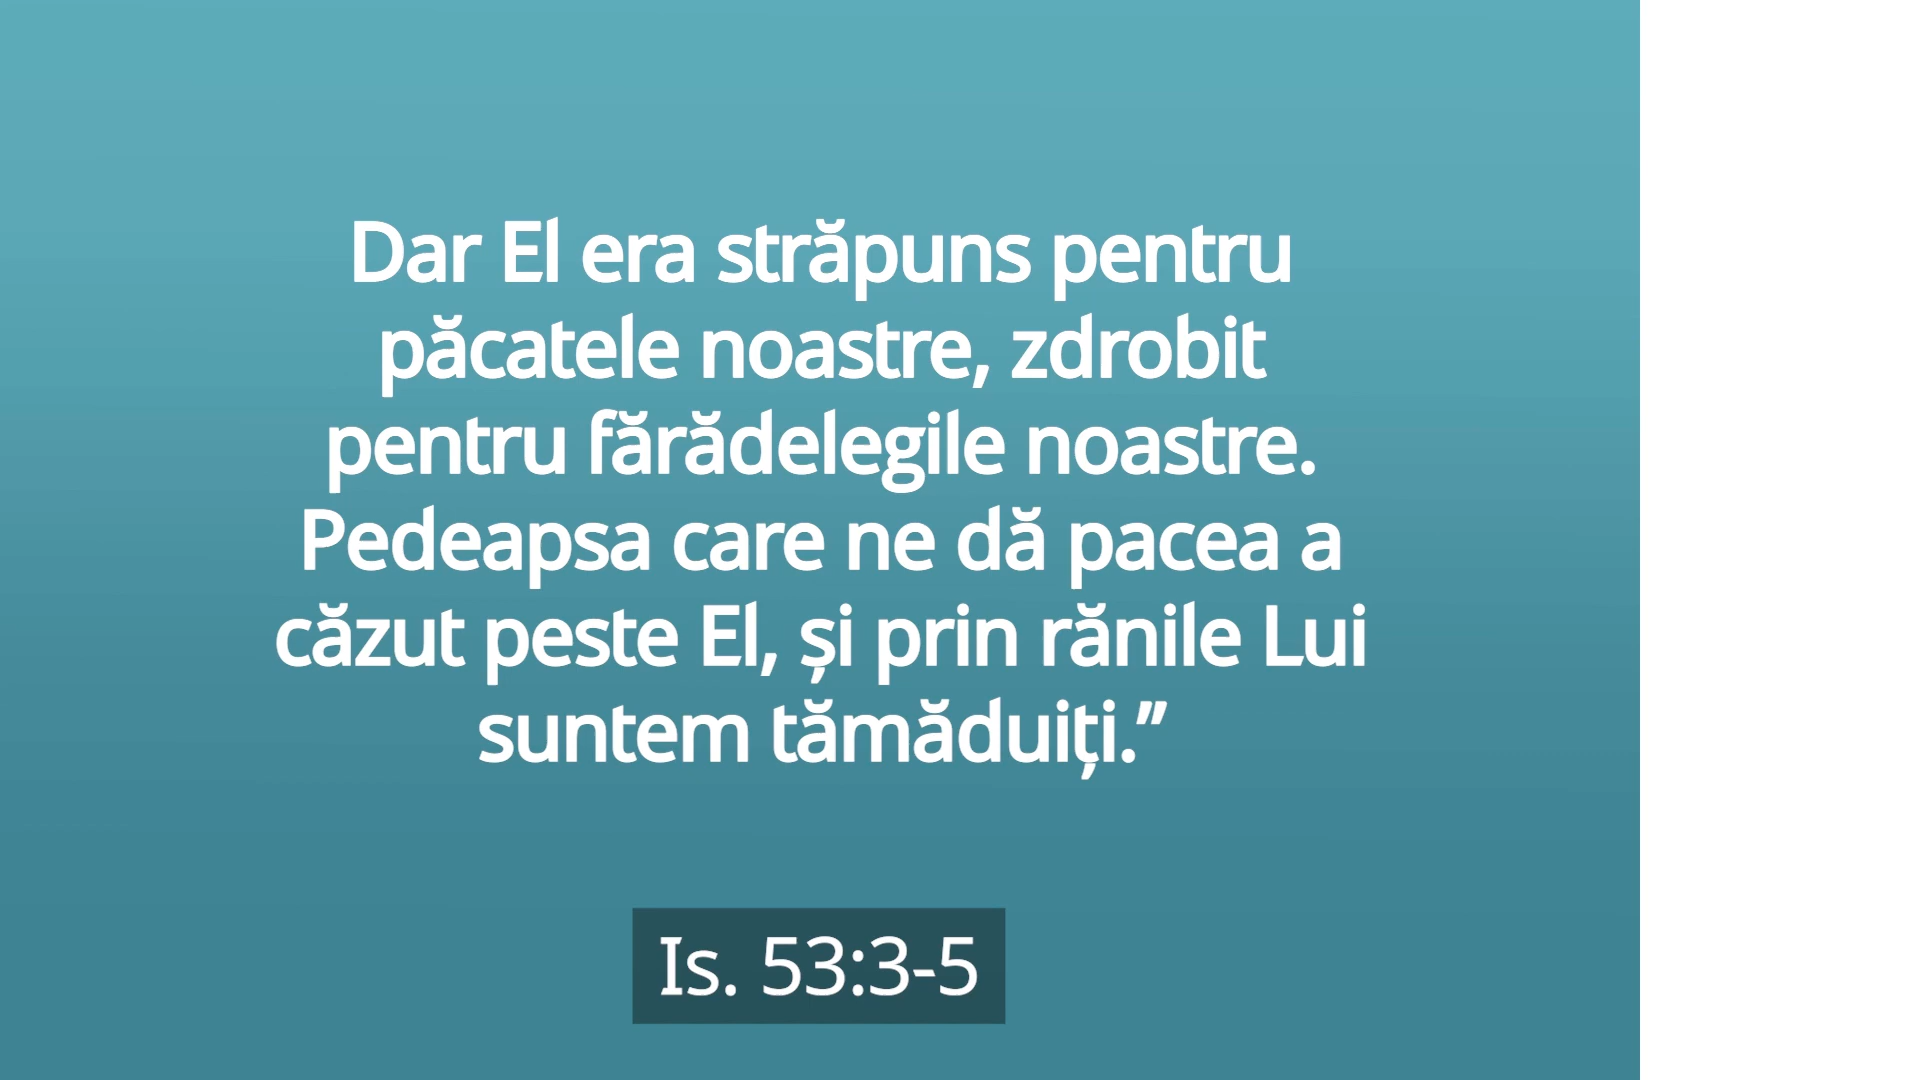 Dar El era străpuns pentru
păcatele noastre, zdrobit
pentru fărădelegile noastre.
Pedeapsa care ne dă pacea a
căzut peste El, și prin rănile Lui
suntem tămăduiți.”
Is. 53:3-5